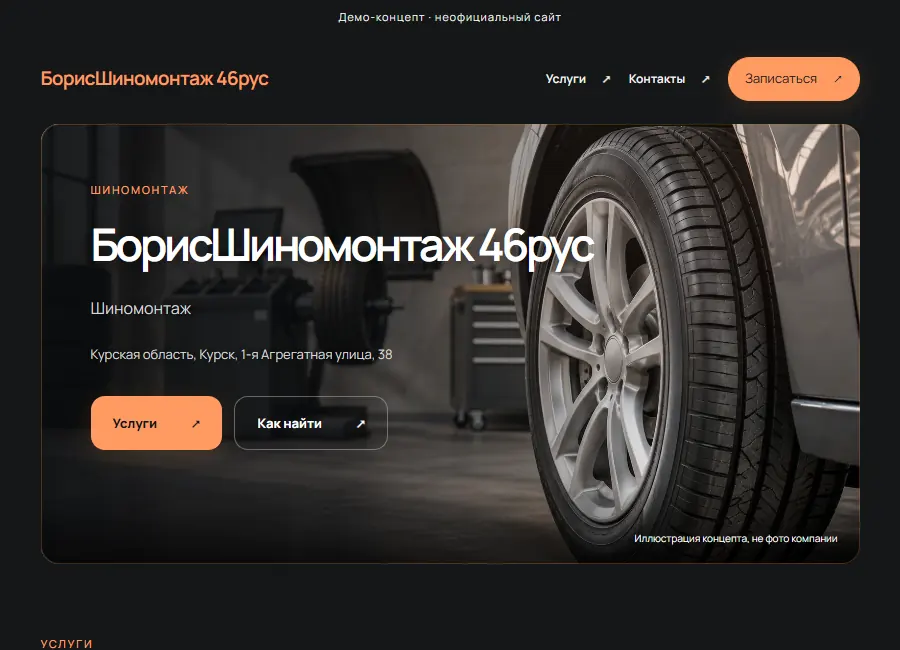 Демо-концепт · неофициальный сайт
БорисШиномонтаж 46рус
Услуги ↗ Контакты ↗ Записаться ↗
ШИНОМОНТАЖ
БорисШиномонтаж 46рус
Шиномонтаж
Курская область, Курск, 1-я Агрегатная улица, 38
Услуги ↗ Как найти ↗
Иллюстрация концепта, не фото компании
УСЛУГИ